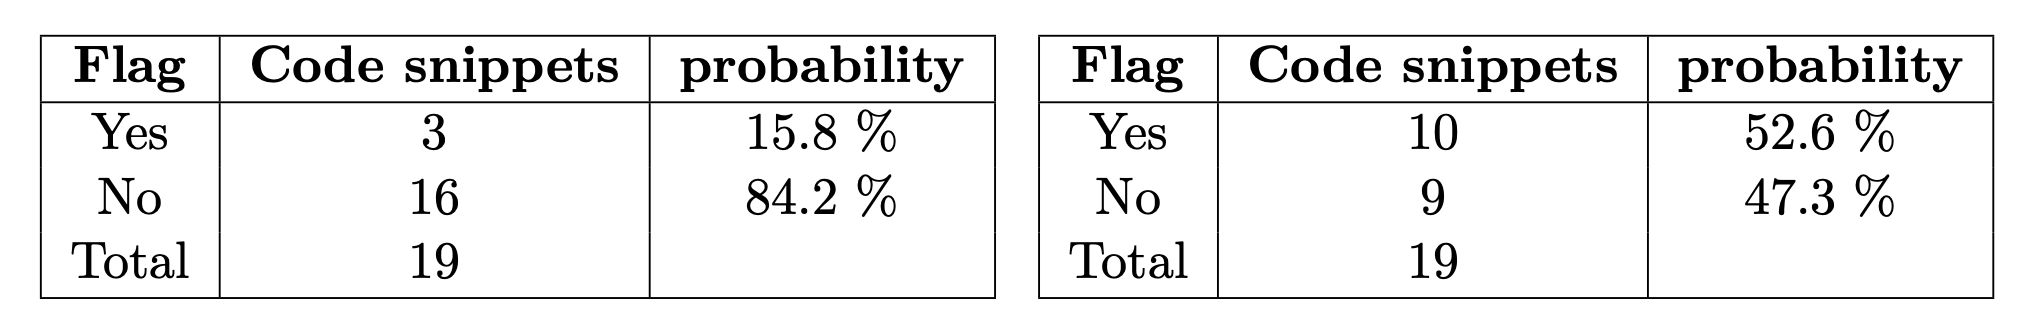 Flag Code snippets probability
Yes 3 15.8 %
No 16 84.2 %
Total 19
Flag Code snippets probability
Yes 10 52.6 %
No 9 47.3 %
Total 19